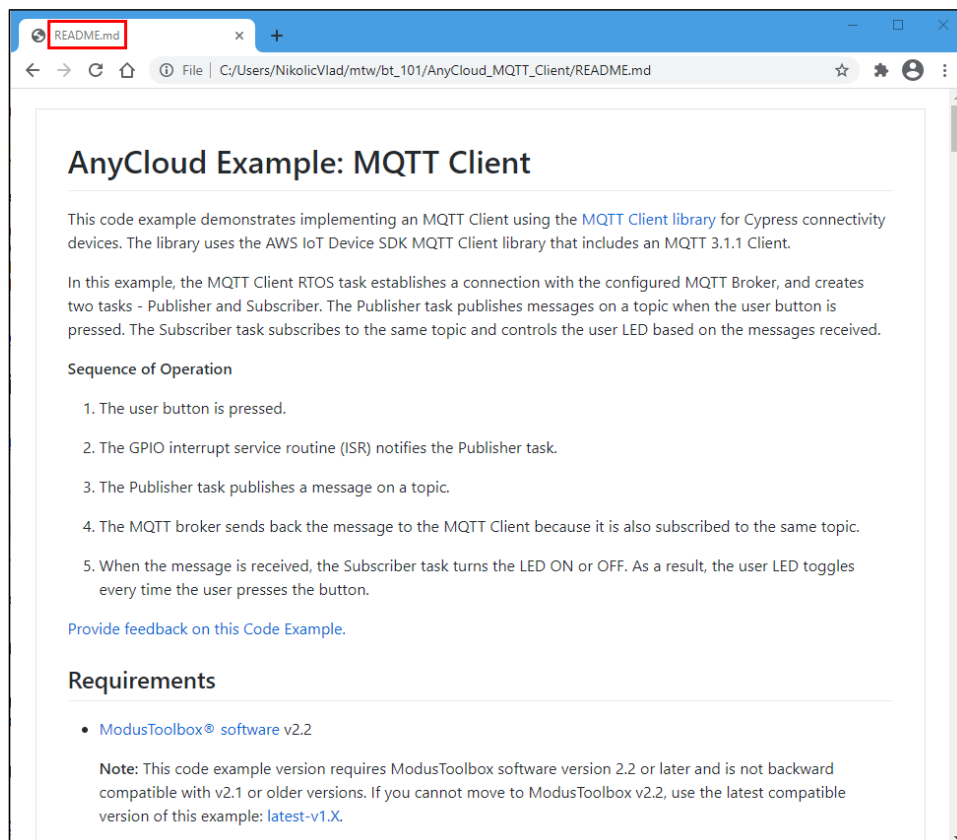 README.md
File | C:/Users/NikolicVlad/mtw/bt_101/AnyCloud_MQTT_Client/README.md
AnyCloud Example: MQTT Client
This code example demonstrates implementing an MQTT Client using the MQTT Client library for Cypress connectivity
devices. The library uses the AWS IoT Device SDK MQTT Client library that includes an MQTT 3.1.1 Client.
In this example, the MQTT Client RTOS task establishes a connection with the configured MQTT Broker, and creates
two tasks - Publisher and Subscriber. The Publisher task publishes messages on a topic when the user button is
pressed. The Subscriber task subscribes to the same topic and controls the user LED based on the messages received.
Sequence of Operation
1. The user button is pressed.
2. The GPIO interrupt service routine (ISR) notifies the Publisher task.
3. The Publisher task publishes a message on a topic.
4. The MQTT broker sends back the message to the MQTT Client because it is also subscribed to the same topic.
5. When the message is received, the Subscriber task turns the LED ON or OFF. As a result, the user LED toggles
every time the user presses the button.
Provide feedback on this Code Example.
Requirements
• ModusToolbox® software v2.2
Note: This code example version requires ModusToolbox software version 2.2 or later and is not backward
compatible with v2.1 or older versions. If you cannot move to ModusToolbox v2.2, use the latest compatible
version of this example: latest-v1.X.